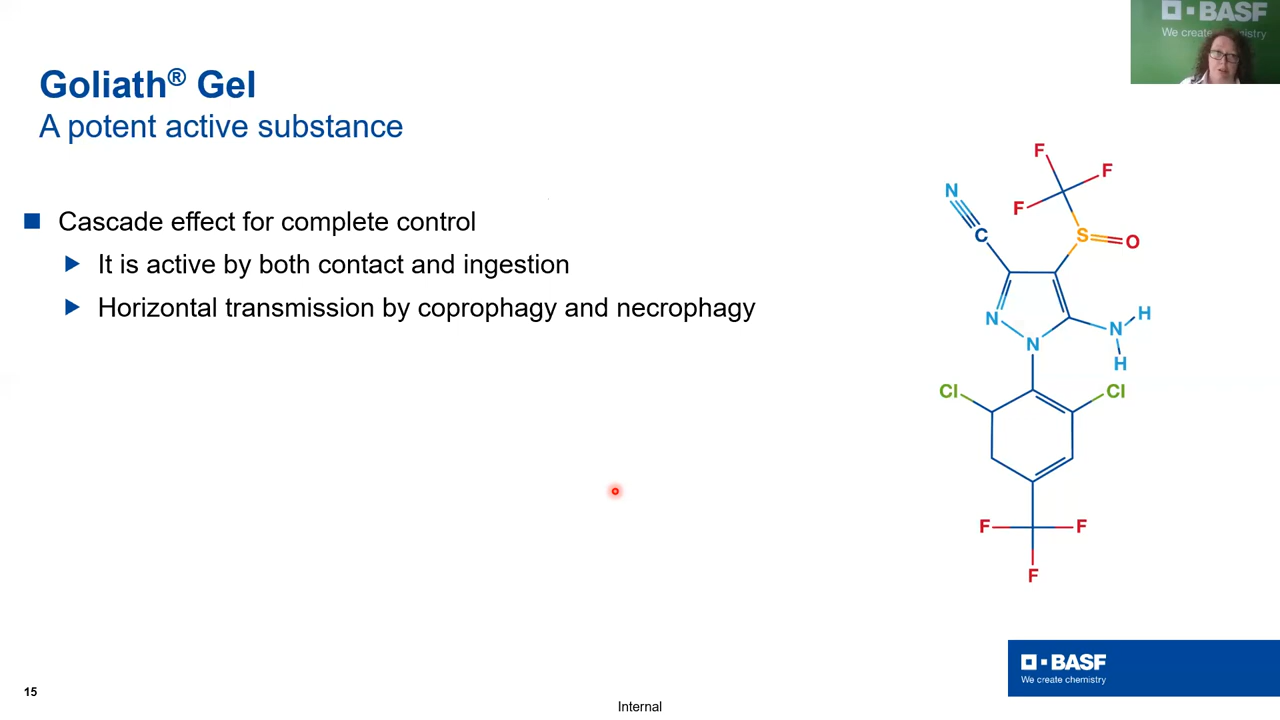 BASF
We create chemistry
Goliath® Gel
A potent active substance
Cascade effect for complete control
It is active by both contact and ingestion
Horizontal transmission by coprophagy and necrophagy
F
F
F
N
C
S
O
N
N
N
H
H
Cl
Cl
F
F
F
BASF
We create chemistry
15
Internal